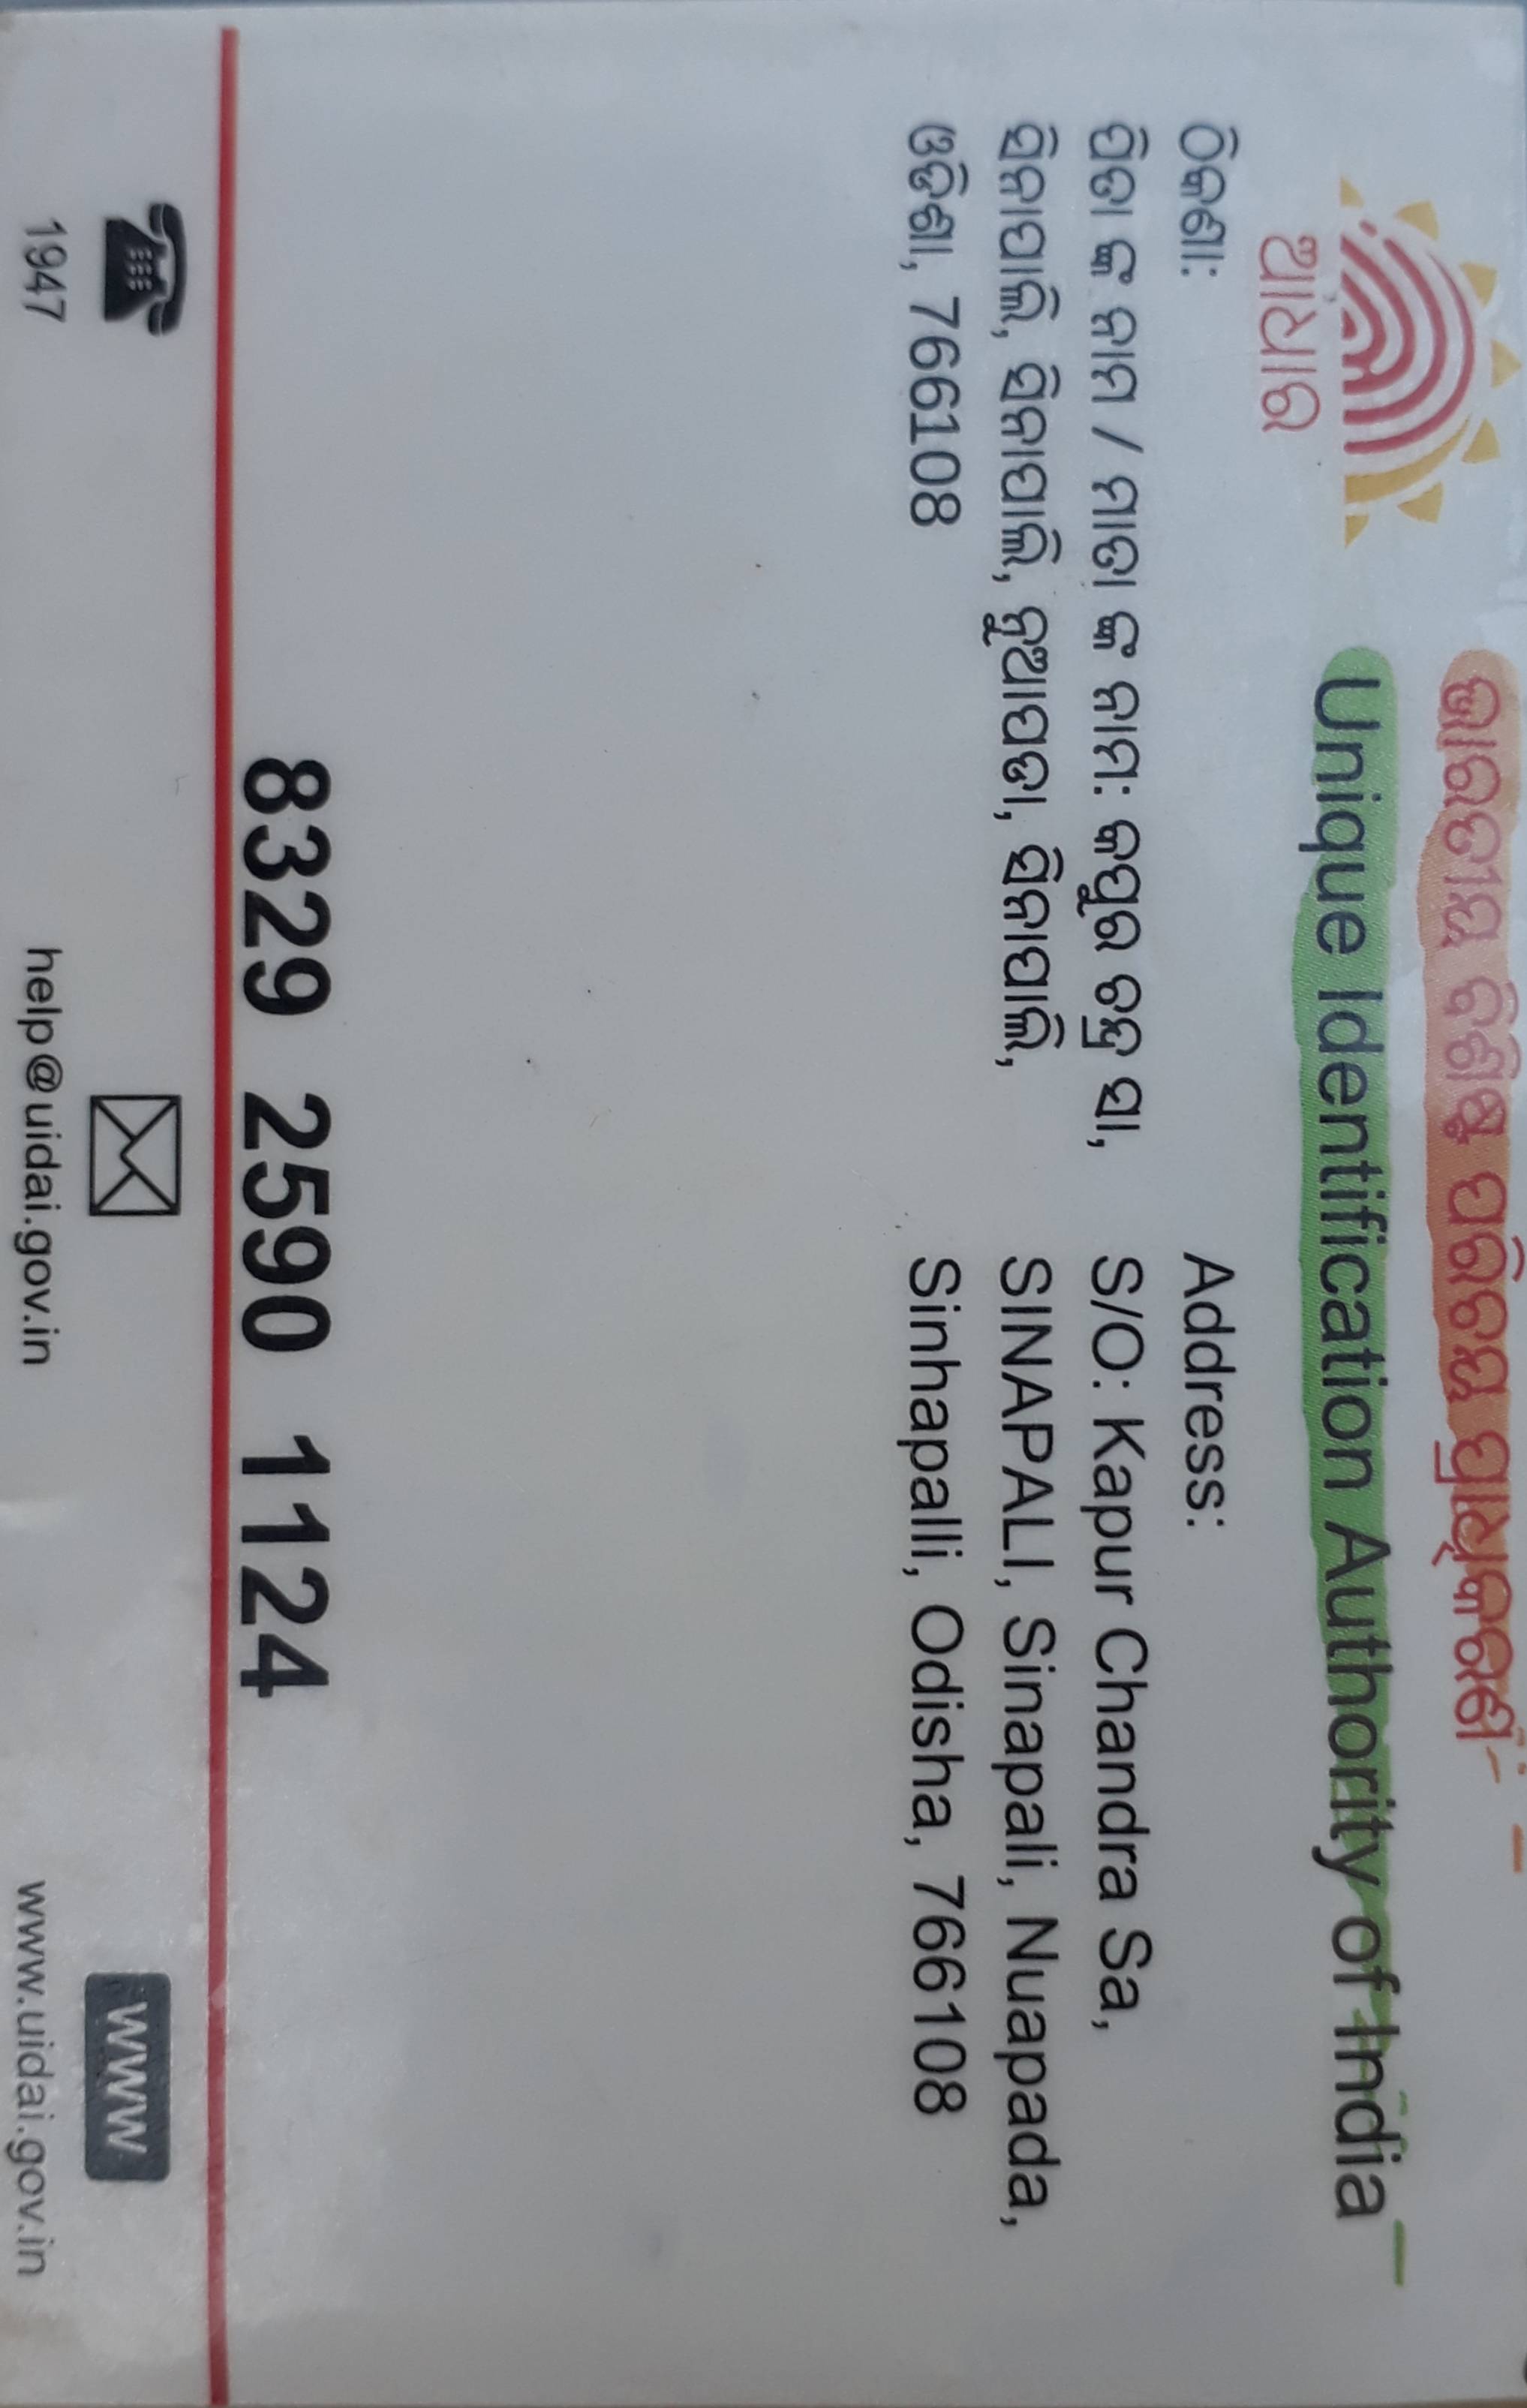 ଭାରତୀୟ ବିଶିଷ୍ଟ ପରିଚୟ ପ୍ରାଧିକରଣ
Unique Identification Authority of India
ଆଧାର
ଠିକଣା:
ପିତା ଙ୍କ ନାମ / ମାତା ଙ୍କ ନାମ: କପୁର ଚନ୍ଦ୍ର ସା,
ସିନାପାଲି, ସିନାପାଲି, ନୁଆପଡା, ସିନାପାଲି,
ଓଡିଶା, 766108
Address:
S/O: Kapur Chandra Sa,
SINAPALI, Sinapali, Nuapada,
Sinhapalli, Odisha, 766108
8329 2590 1124
1947
help@uidai.gov.in
www
www.uidai.gov.in